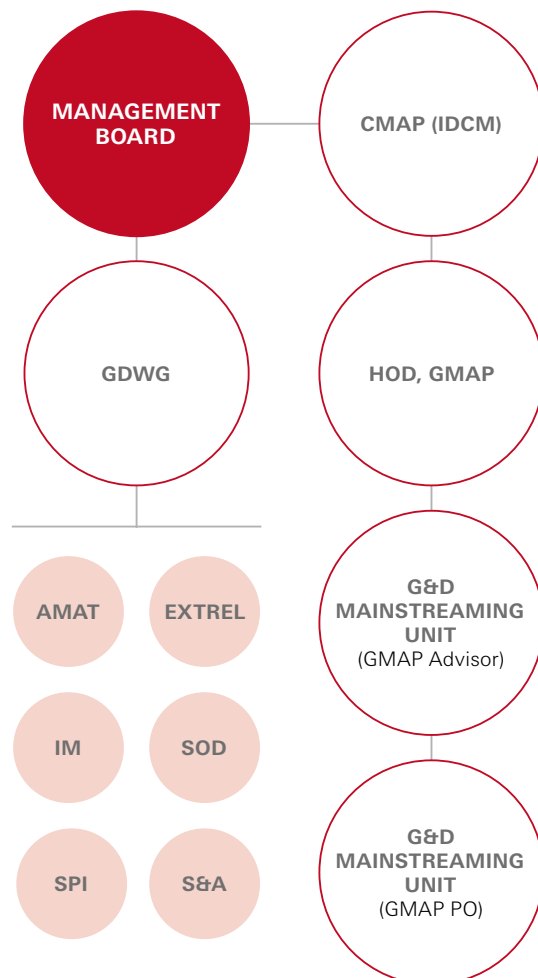 MANAGEMENT
BOARD
CMAP (IDCM)
GDWG
HOD, GMAP
AMAT
EXTREL
G&D
MAINSTREAMING
UNIT
(GMAP Advisor)
IM
SOD
SPI
S&A
G&D
MAINSTREAMING
UNIT
(GMAP PO)